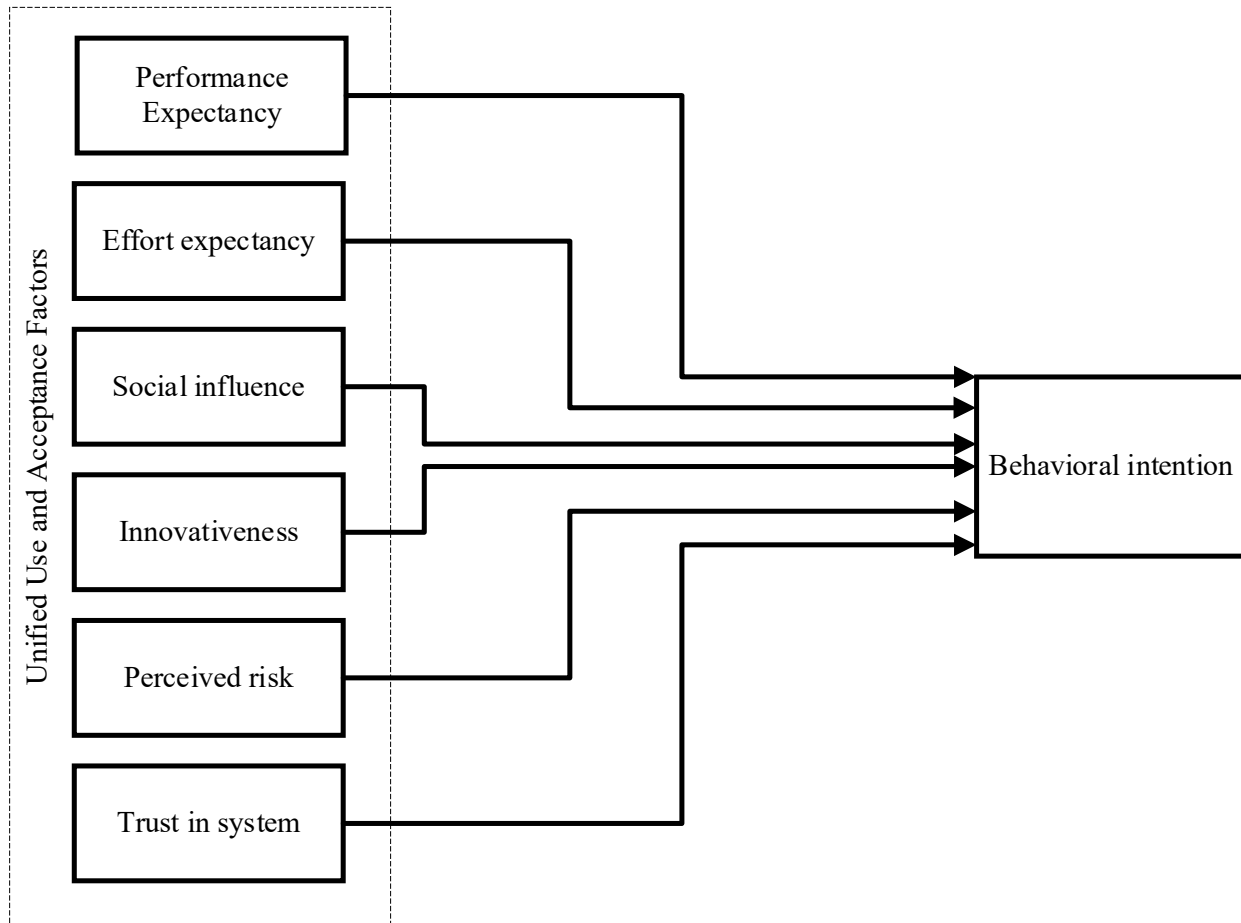 Unified Use and Acceptance Factors
Performance
Expectancy
Effort expectancy
Social influence
Innovativeness
Perceived risk
Trust in system
Behavioral intention